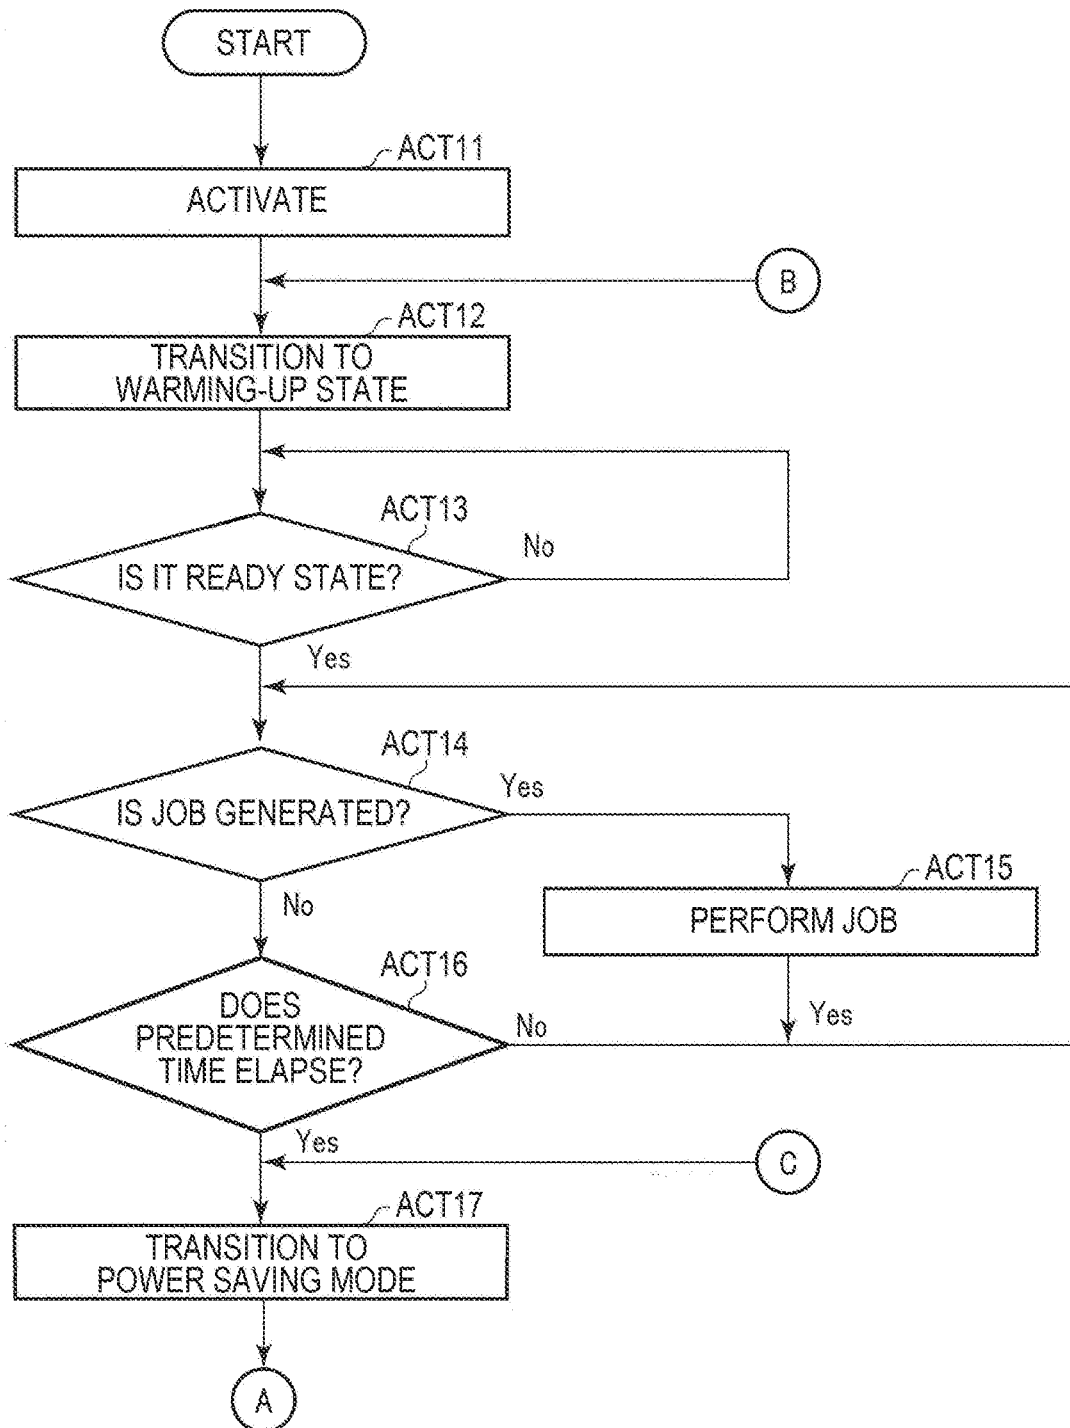 START
ACT11
ACTIVATE
B
ACT12
TRANSITION TO
WARMING-UP STATE
ACT13
No
IS IT READY STATE?
Yes
ACT14
Yes
IS JOB GENERATED?
ACT15
No
PERFORM JOB
ACT16
DOES
PREDETERMINED
TIME ELAPSE?
No
Yes
Yes
C
ACT17
TRANSITION TO
POWER SAVING MODE
A